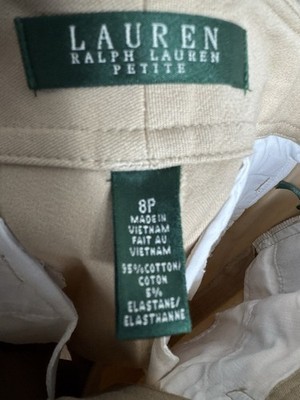 LAUREN
RALPH LAUREN
PETITE
8P
MADE IN
VIETNAM
FAIT AU
VIETNAM
95% COTTON/
COTON
5%
ELASTANE/
ELASTHANNE